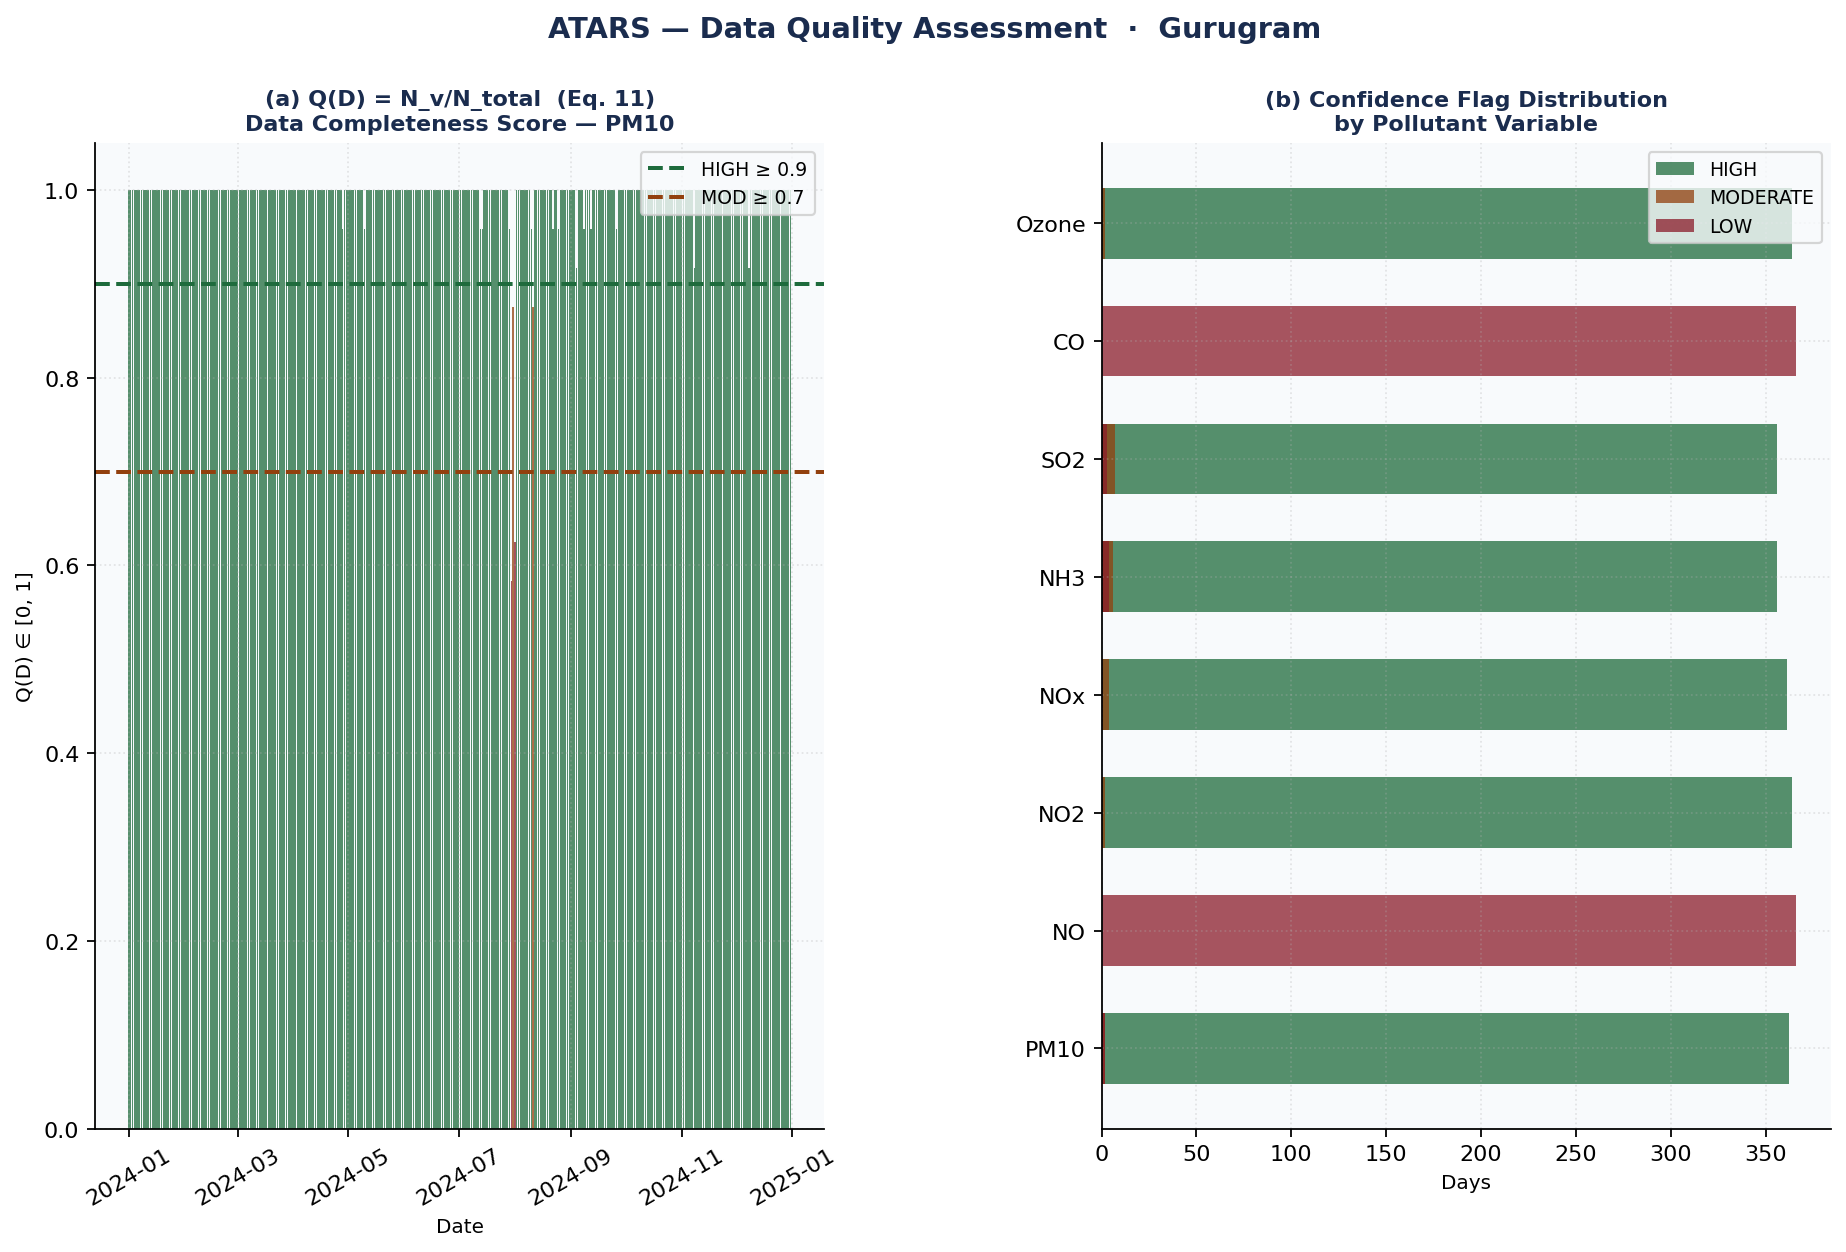 ATARS — Data Quality Assessment · Gurugram
(a) Q(D) = N_v/N_total (Eq. 11)
Data Completeness Score — PM10
HIGH ≥ 0.9
MOD ≥ 0.7
1.0
0.8
0.6
0.4
0.2
0.0
Q(D) ∈ [0, 1]
2024-01
2024-03
2024-05
2024-07
2024-09
2024-11
2025-01
Date
(b) Confidence Flag Distribution
by Pollutant Variable
HIGH
MODERATE
LOW
Ozone
CO
SO2
NH3
NOx
NO2
NO
PM10
0
50
100
150
200
250
300
350
Days